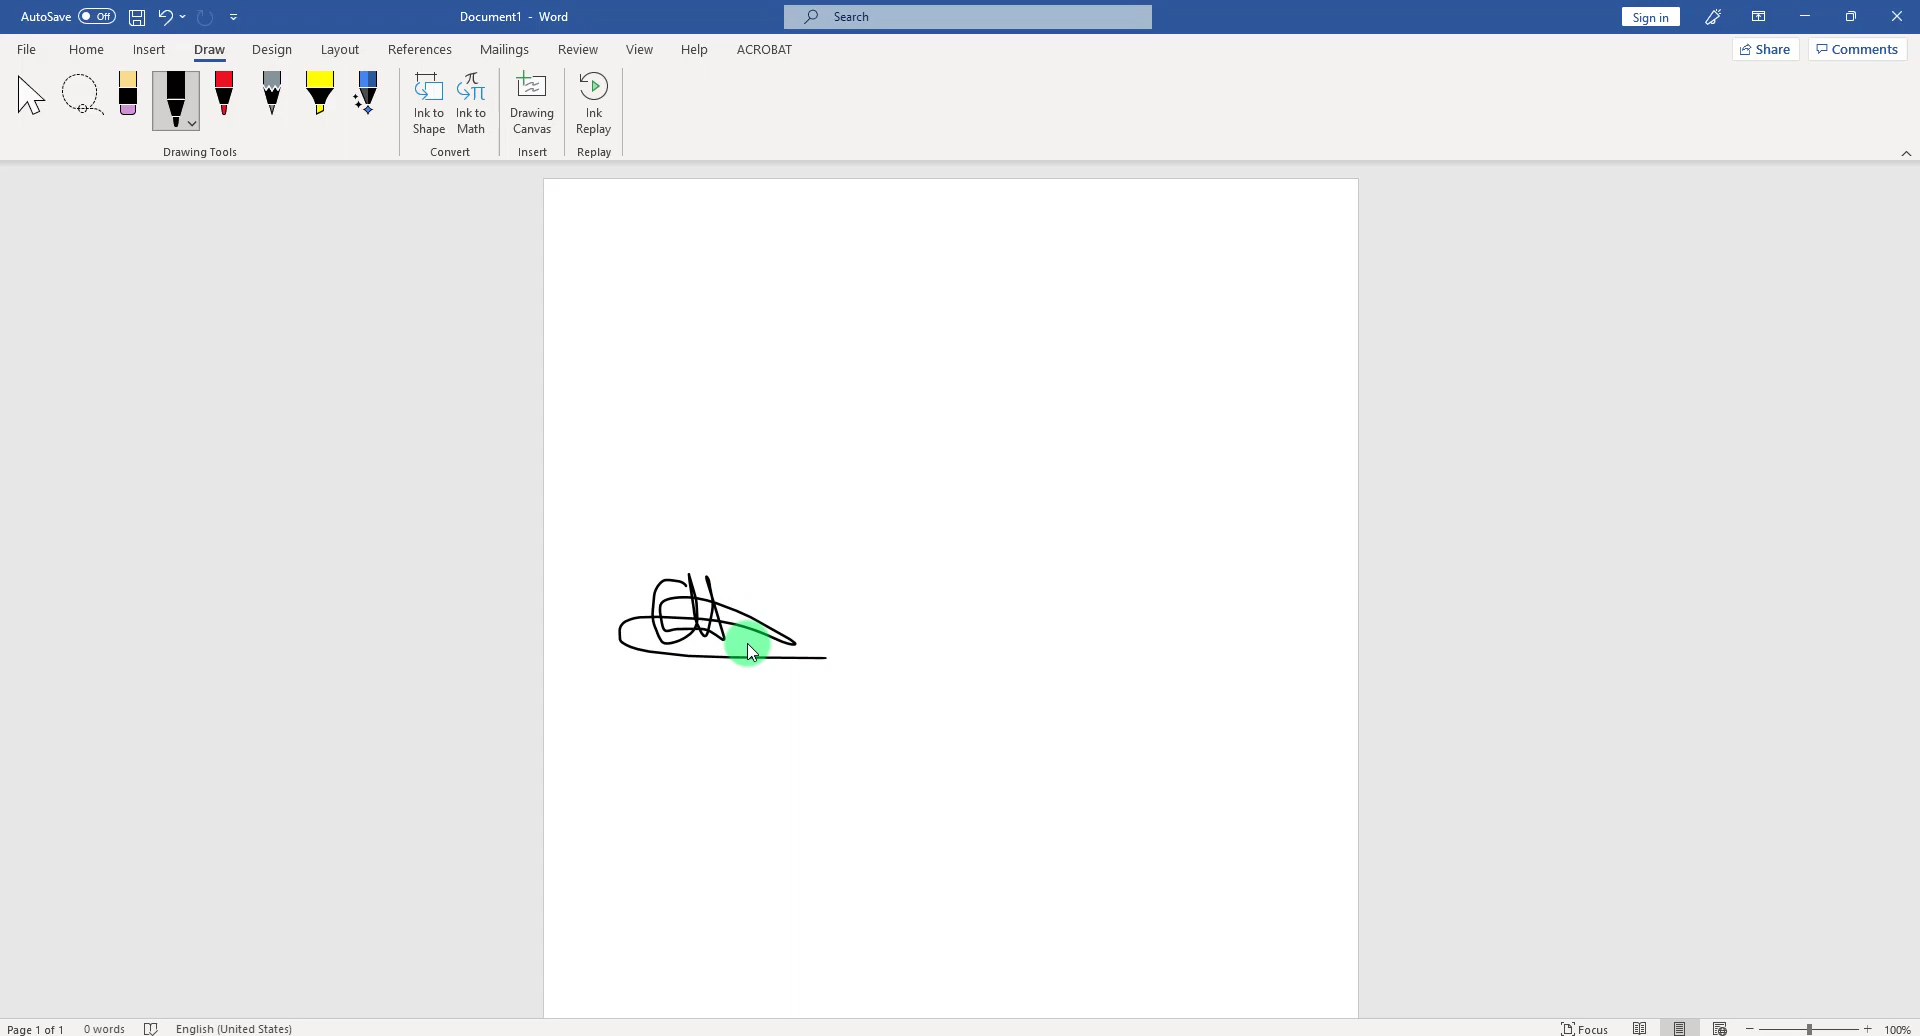 AutoSave Off Document1 - Word Search Sign in
File Home Insert Draw Design Layout References Mailings Review View Help ACROBAT Share Comments
Ink to Shape Ink to Math Drawing Canvas Ink Replay
Drawing Tools Convert Insert Replay
Page 1 of 1 0 words English (United States) Focus 100%